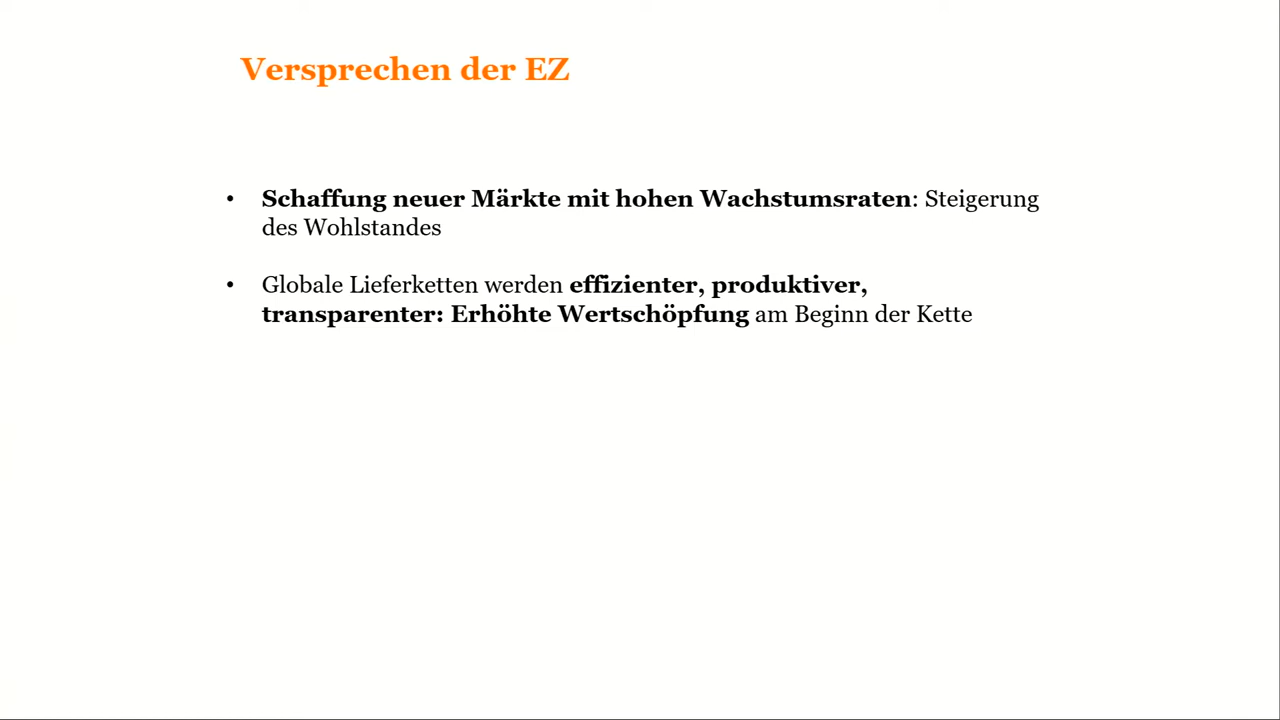 Versprechen der EZ
• Schaffung neuer Märkte mit hohen Wachstumsraten: Steigerung
des Wohlstandes
• Globale Lieferketten werden effizienter, produktiver,
transparenter: Erhöhte Wertschöpfung am Beginn der Kette